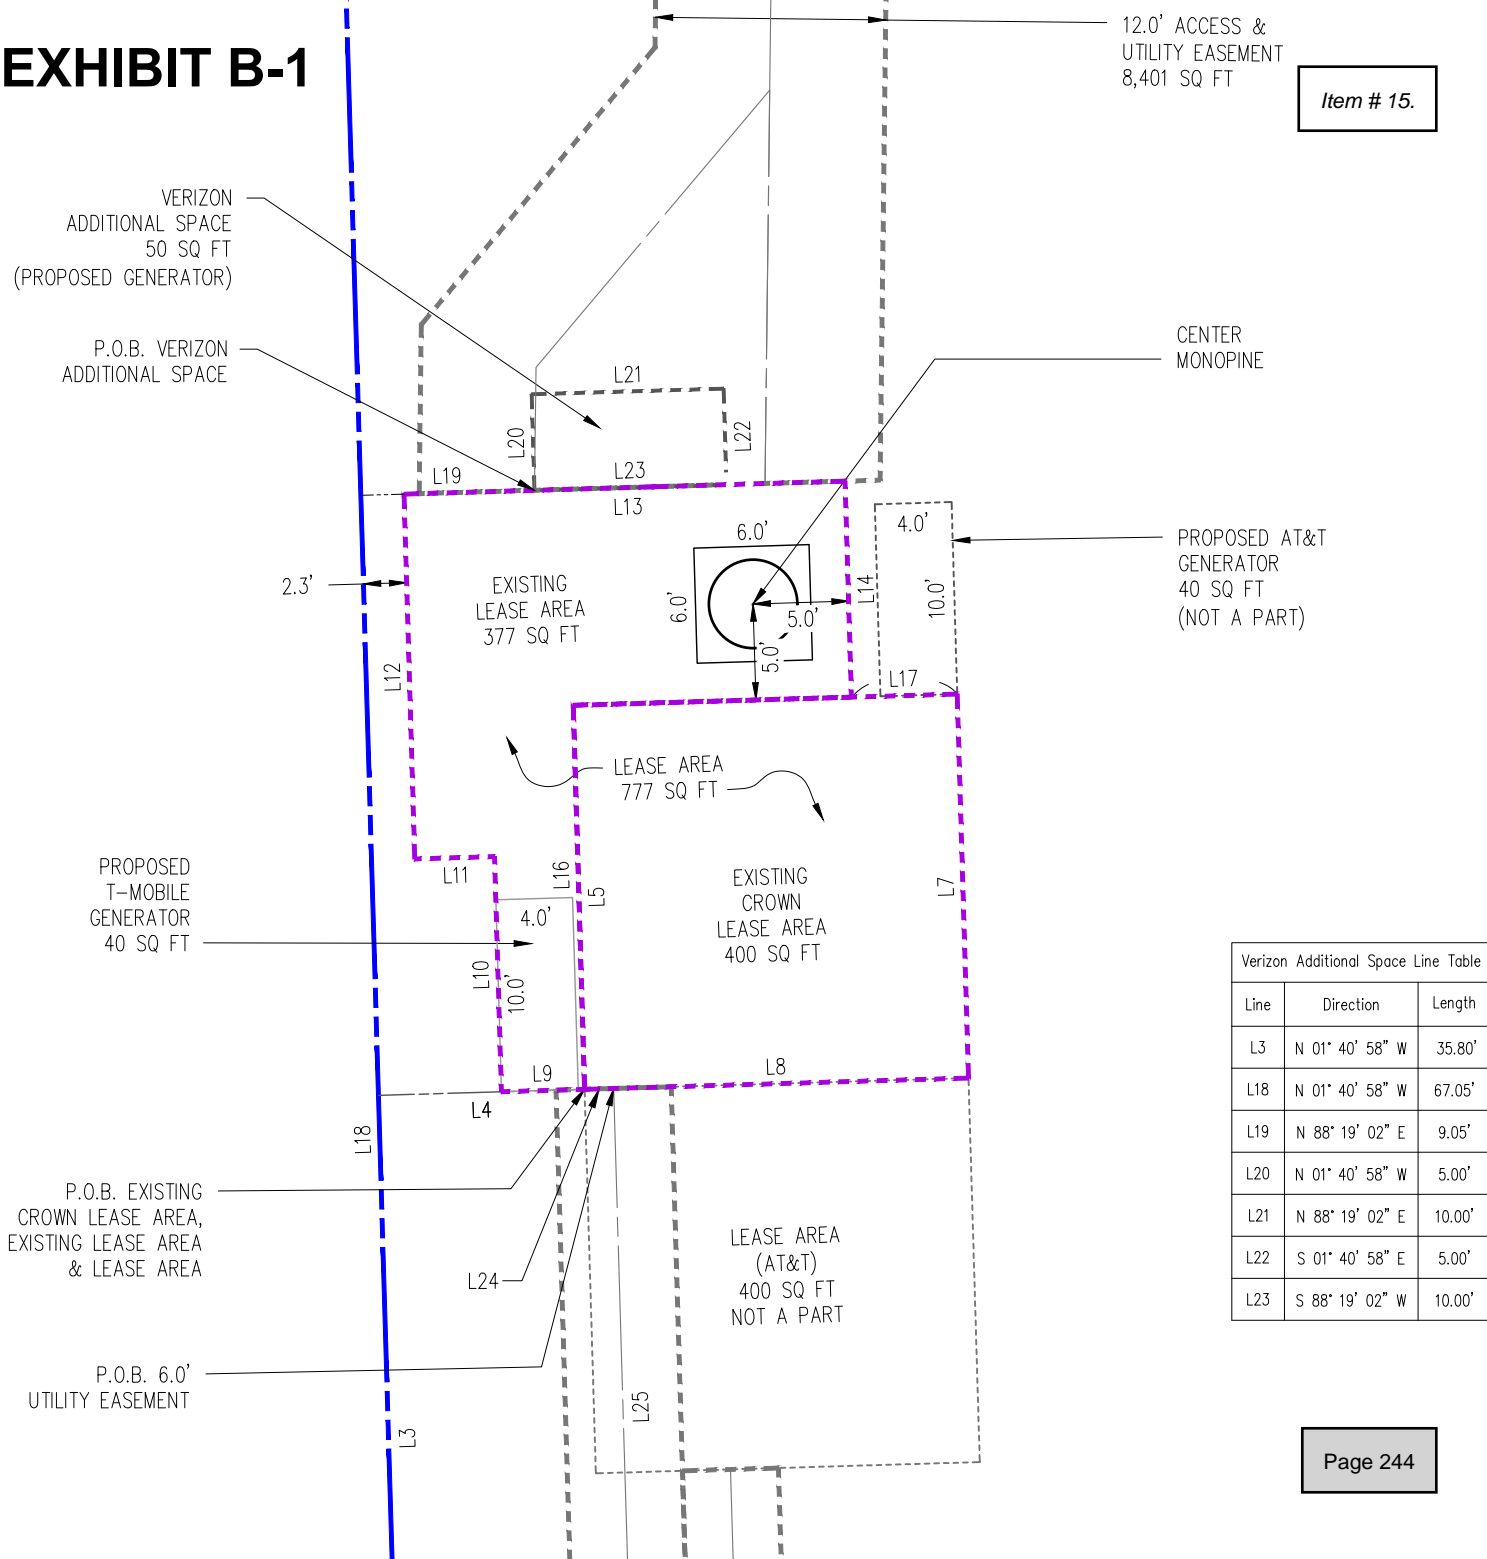 EXHIBIT B-1
12.0' ACCESS &
UTILITY EASEMENT
8,401 SQ FT
Item # 15.
VERIZON
ADDITIONAL SPACE
50 SQ FT
(PROPOSED GENERATOR)
P.O.B. VERIZON
ADDITIONAL SPACE
CENTER
MONOPINE
L21
L20
L22
L23
L19
L13
6.0'
6.0'
5.0'
5.0'
L14
4.0'
10.0'
PROPOSED AT&T
GENERATOR
40 SQ FT
(NOT A PART)
2.3'
EXISTING
LEASE AREA
377 SQ FT
L12
L17
LEASE AREA
777 SQ FT
PROPOSED
T-MOBILE
GENERATOR
40 SQ FT
L11
L16
L5
L7
4.0'
L10
10.0'
EXISTING
CROWN
LEASE AREA
400 SQ FT
L9
L8
L4
L18
P.O.B. EXISTING
CROWN LEASE AREA,
EXISTING LEASE AREA
& LEASE AREA
L24
P.O.B. 6.0'
UTILITY EASEMENT
L3
L25
LEASE AREA
(AT&T)
400 SQ FT
NOT A PART
Verizon Additional Space Line Table
Line Direction Length
L3 N 01° 40' 58" W 35.80'
L18 N 01° 40' 58" W 67.05'
L19 N 88° 19' 02" E 9.05'
L20 N 01° 40' 58" W 5.00'
L21 N 88° 19' 02" E 10.00'
L22 S 01° 40' 58" E 5.00'
L23 S 88° 19' 02" W 10.00'
Page 244